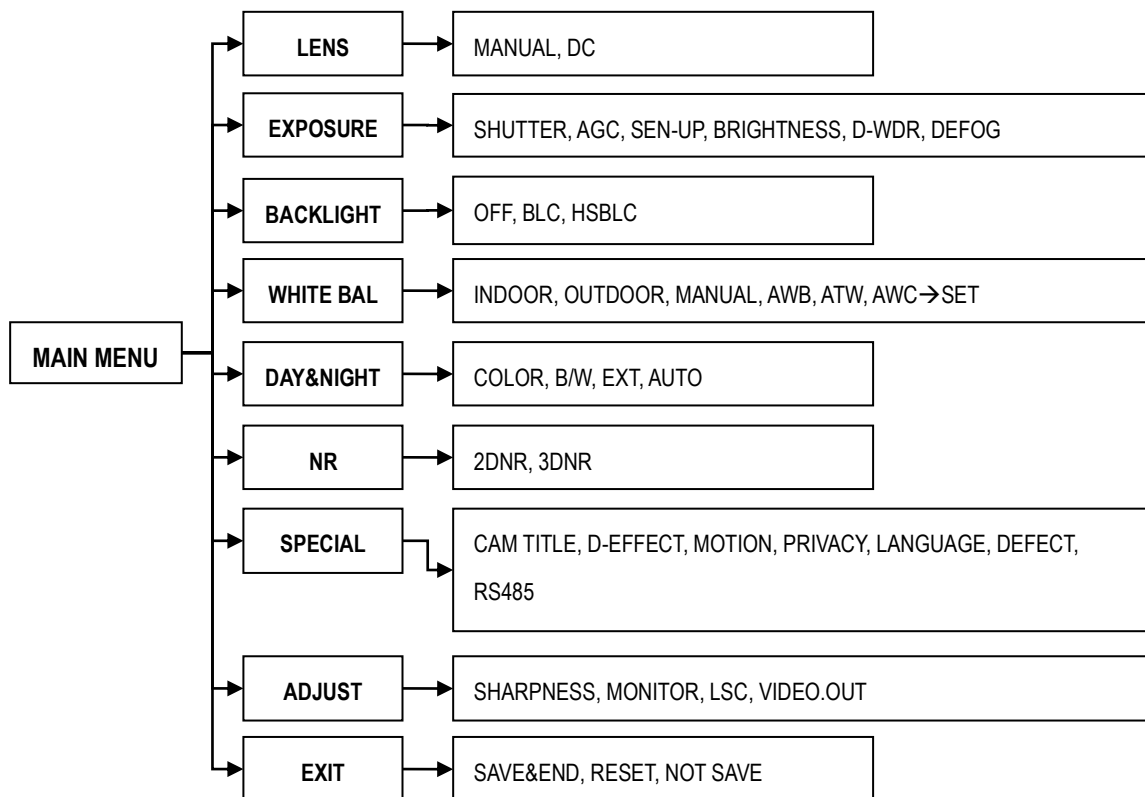 LENS
MANUAL, DC
EXPOSURE
SHUTTER, AGC, SEN-UP, BRIGHTNESS, D-WDR, DEFOG
BACKLIGHT
OFF, BLC, HSBLC
WHITE BAL
INDOOR, OUTDOOR, MANUAL, AWB, ATW, AWC→SET
MAIN MENU
DAY&NIGHT
COLOR, B/W, EXT, AUTO
NR
2DNR, 3DNR
SPECIAL
CAM TITLE, D-EFFECT, MOTION, PRIVACY, LANGUAGE, DEFECT,
RS485
ADJUST
SHARPNESS, MONITOR, LSC, VIDEO.OUT
EXIT
SAVE&END, RESET, NOT SAVE